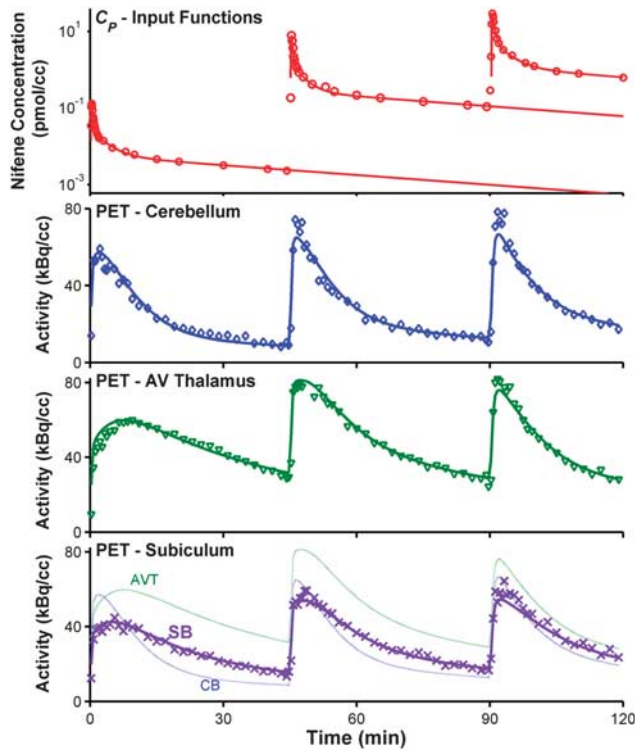 C_P - Input Functions
Nifene Concentration
(pmol/cc)
10^1
10^-1
10^-3
PET - Cerebellum
Activity (kBq/cc)
80
40
0
PET - AV Thalamus
Activity (kBq/cc)
80
40
0
PET - Subiculum
Activity (kBq/cc)
80
40
0
AVT
SB
CB
0 30 60 90 120
Time (min)